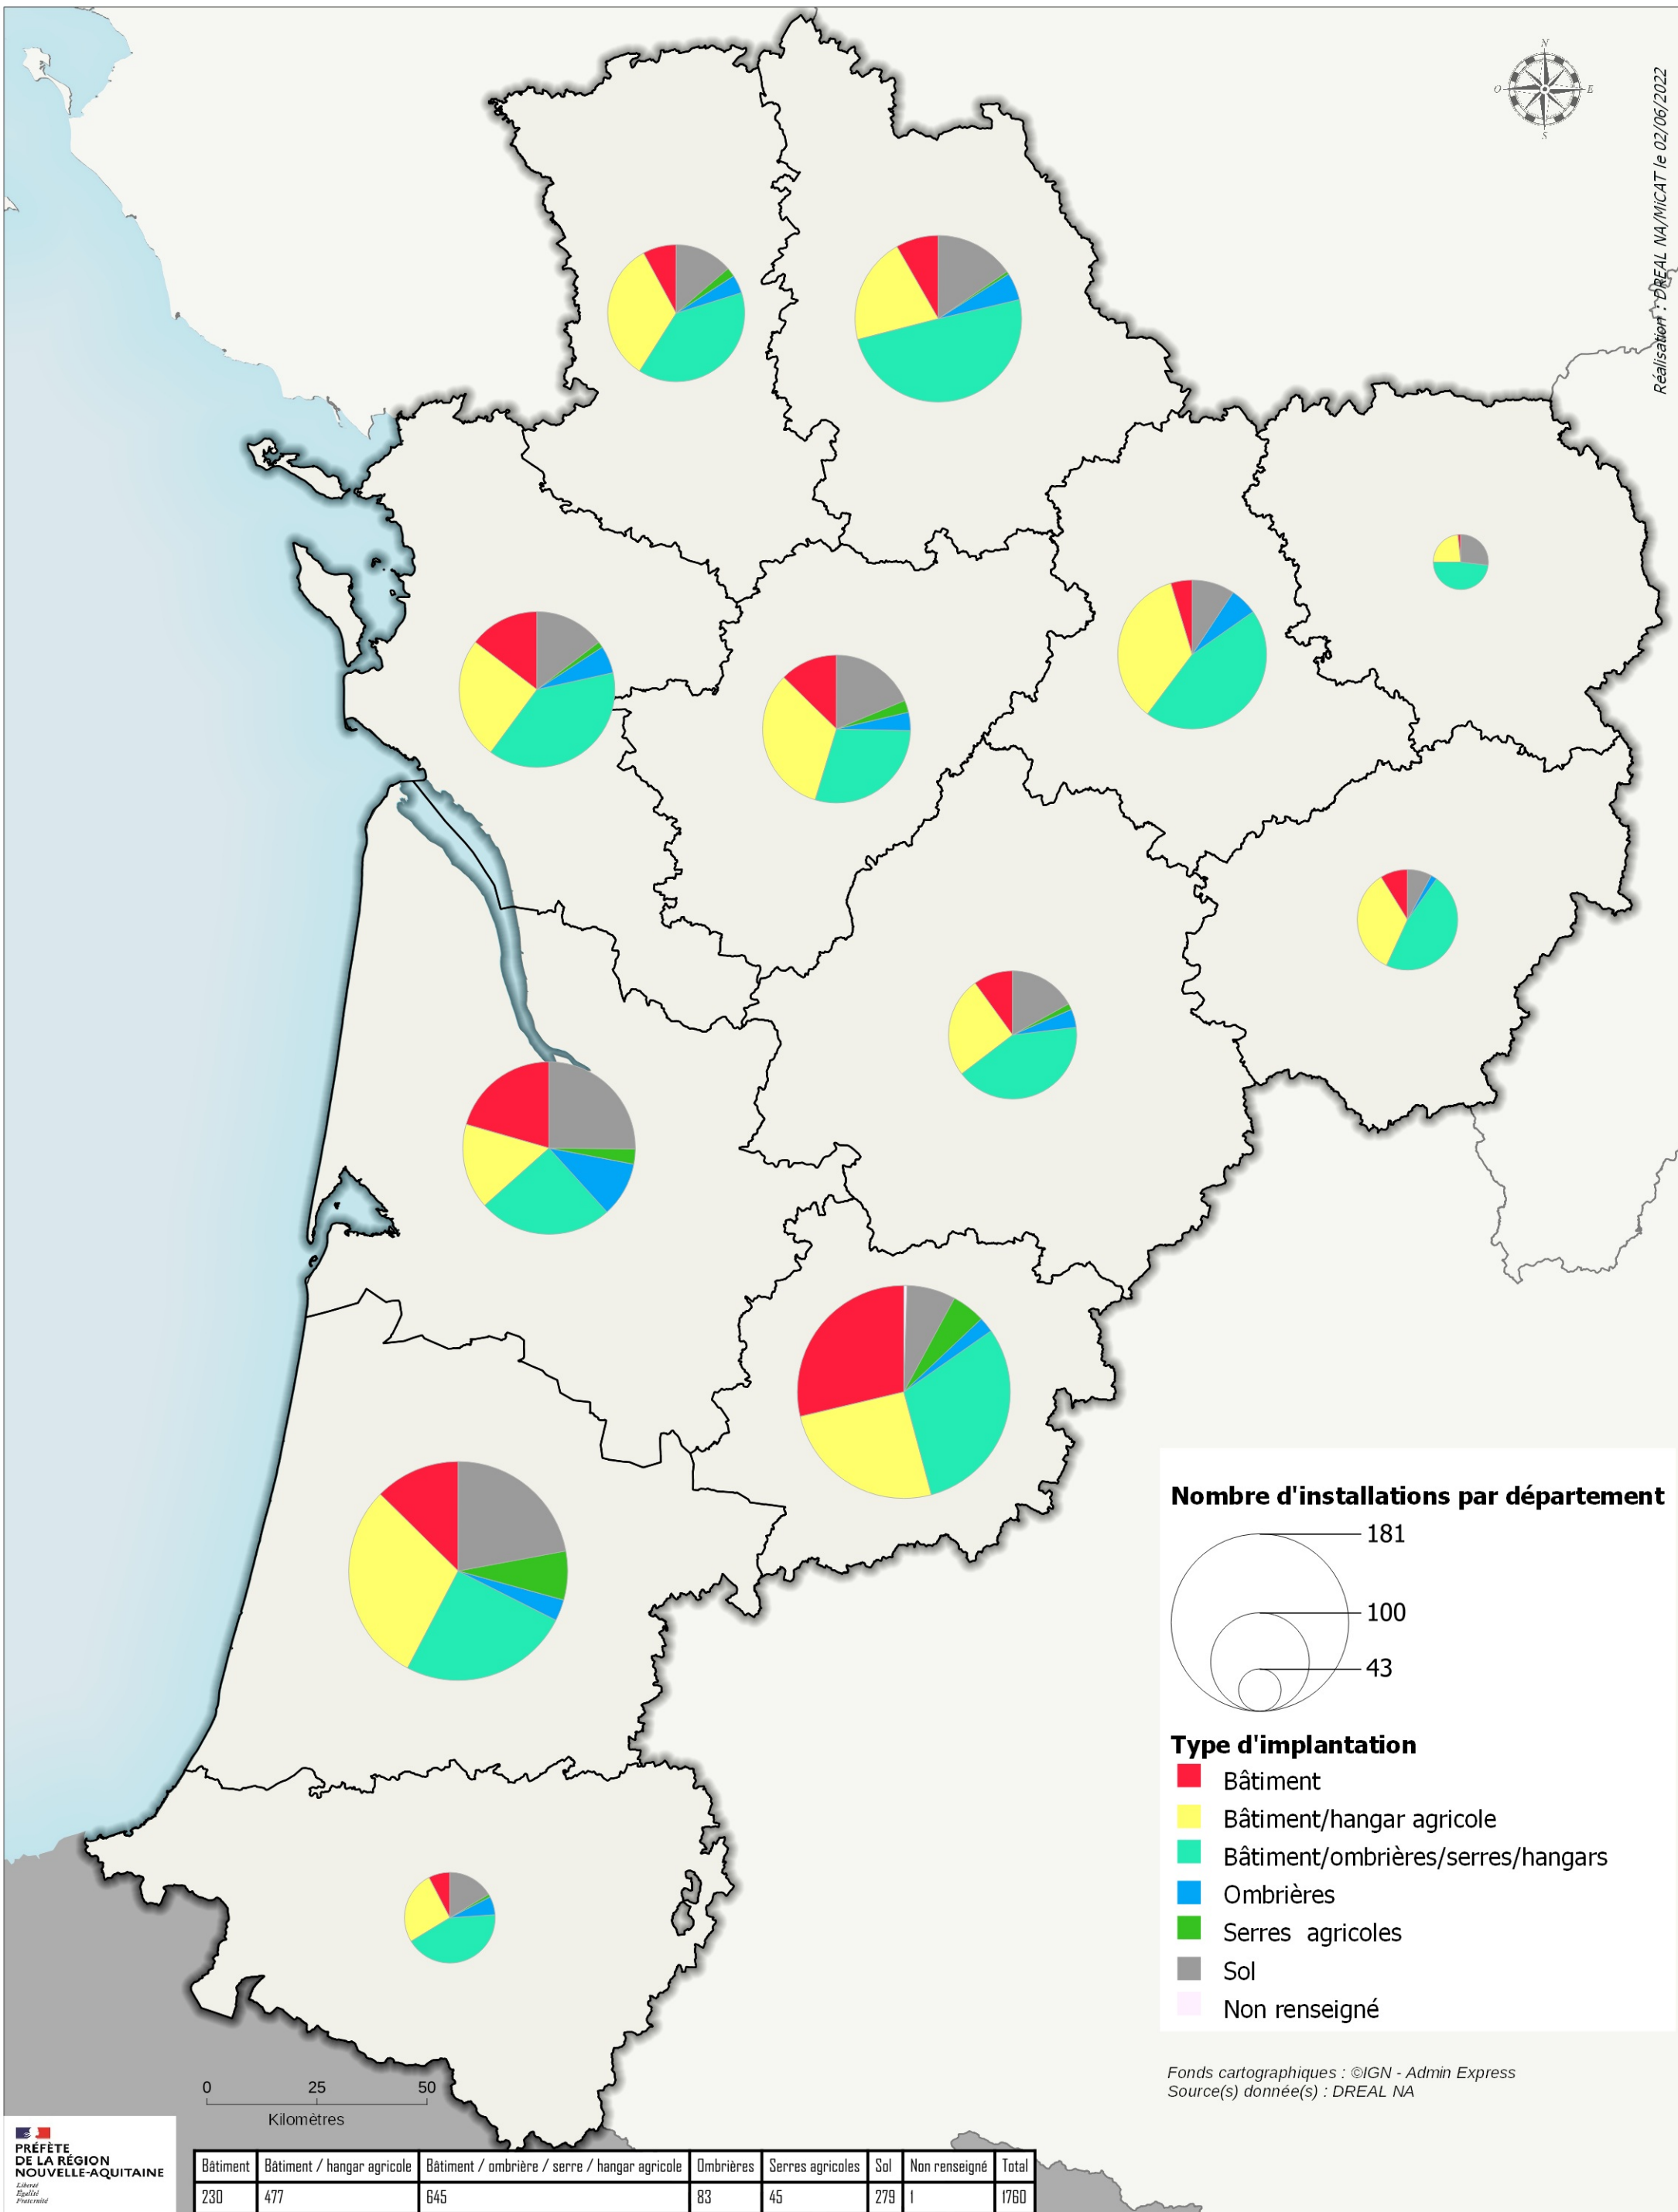 N
O
E
S
Réalisation : DREAL NA/MiCAT le 02/06/2022
Nombre d'installations par département
181
100
43
Type d'implantation
Bâtiment
Bâtiment/hangar agricole
Bâtiment/ombrières/serres/hangars
Ombrières
Serres agricoles
Sol
Non renseigné
Fonds cartographiques : ©IGN - Admin Express
Source(s) donnée(s) : DREAL NA
0 25 50
Kilomètres
PRÉFÈTE
DE LA RÉGION
NOUVELLE-AQUITAINE
Liberté
Égalité
Fraternité
Bâtiment Bâtiment / hangar agricole Bâtiment / ombrière / serre / hangar agricole Ombrières Serres agricoles Sol Non renseigné Total
230 477 645 83 45 279 1 1760